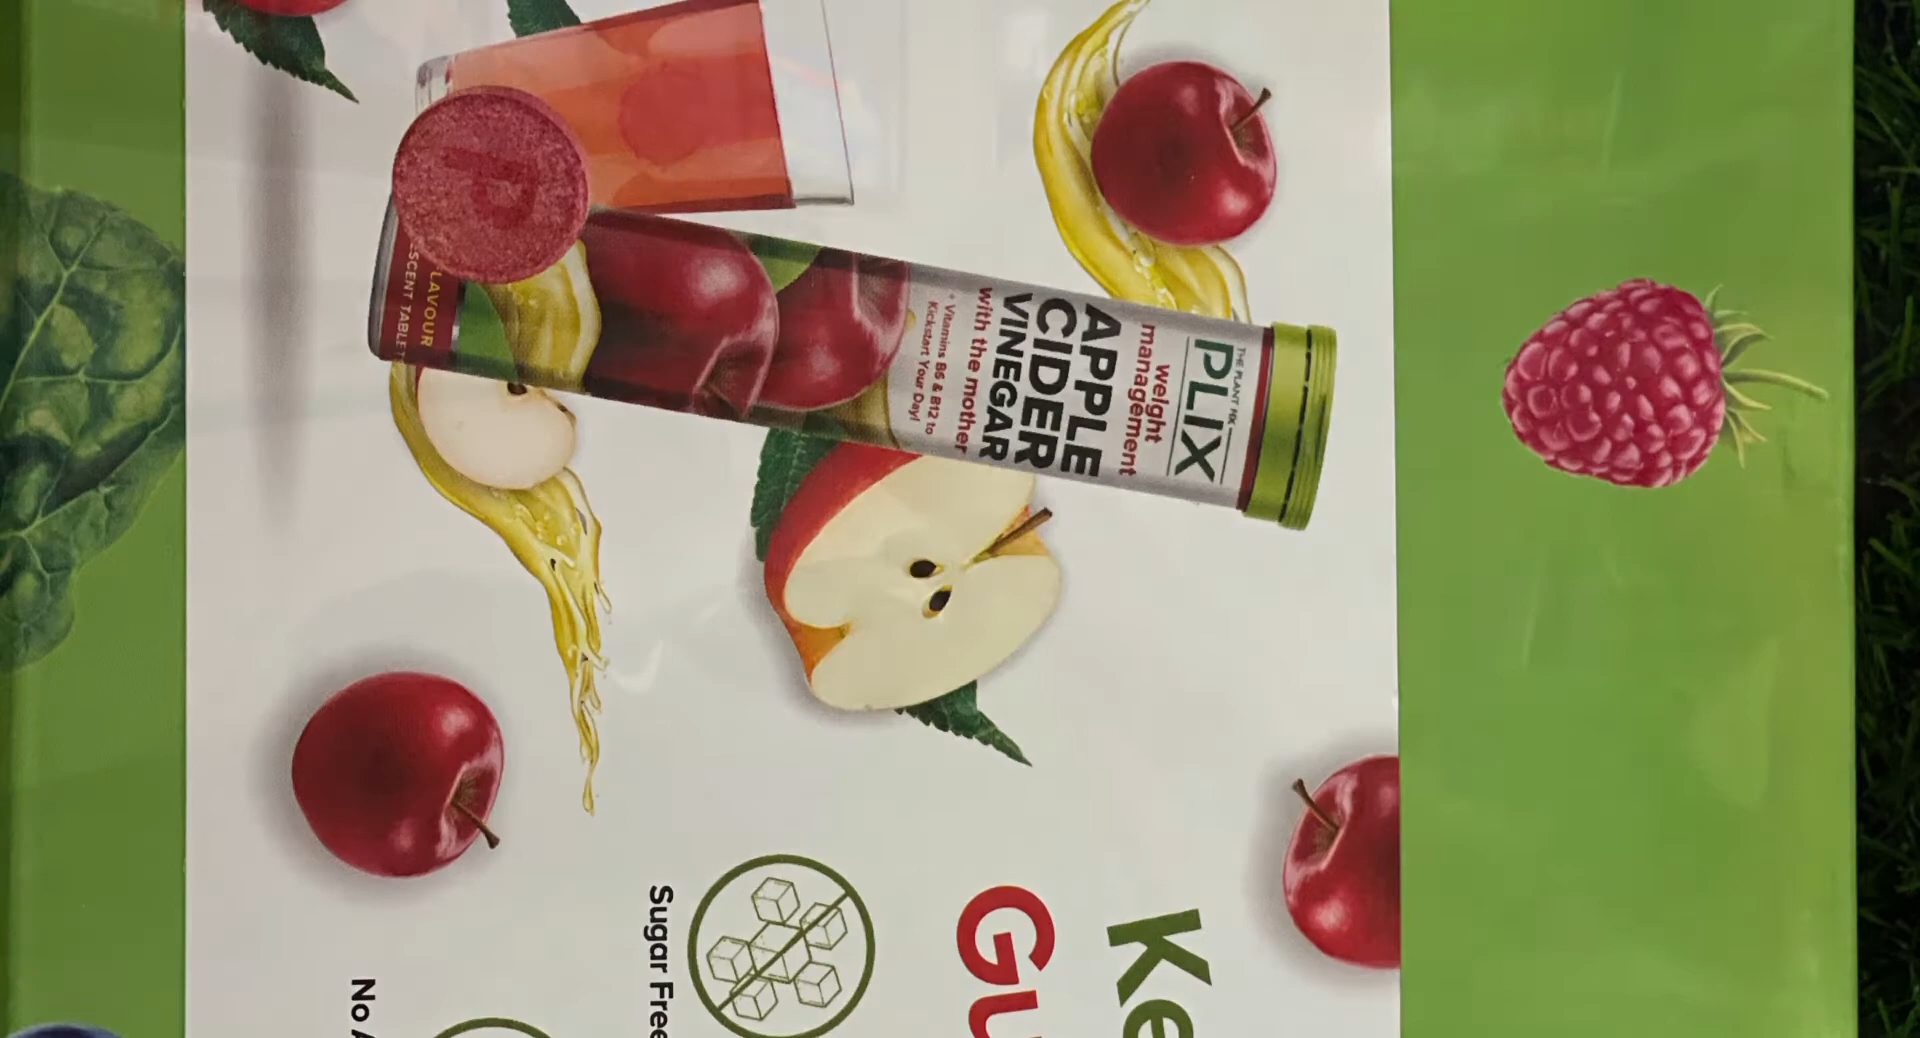 THE PLANT FIX
PLIX
weight
management
APPLE
CIDER
VINEGAR
with the mother
+ Vitamins B6 & B12 to
Kickstart Your Day!
LAVOUR
SCENT TABLET
P
Ke
Gu
Sugar Free
No A